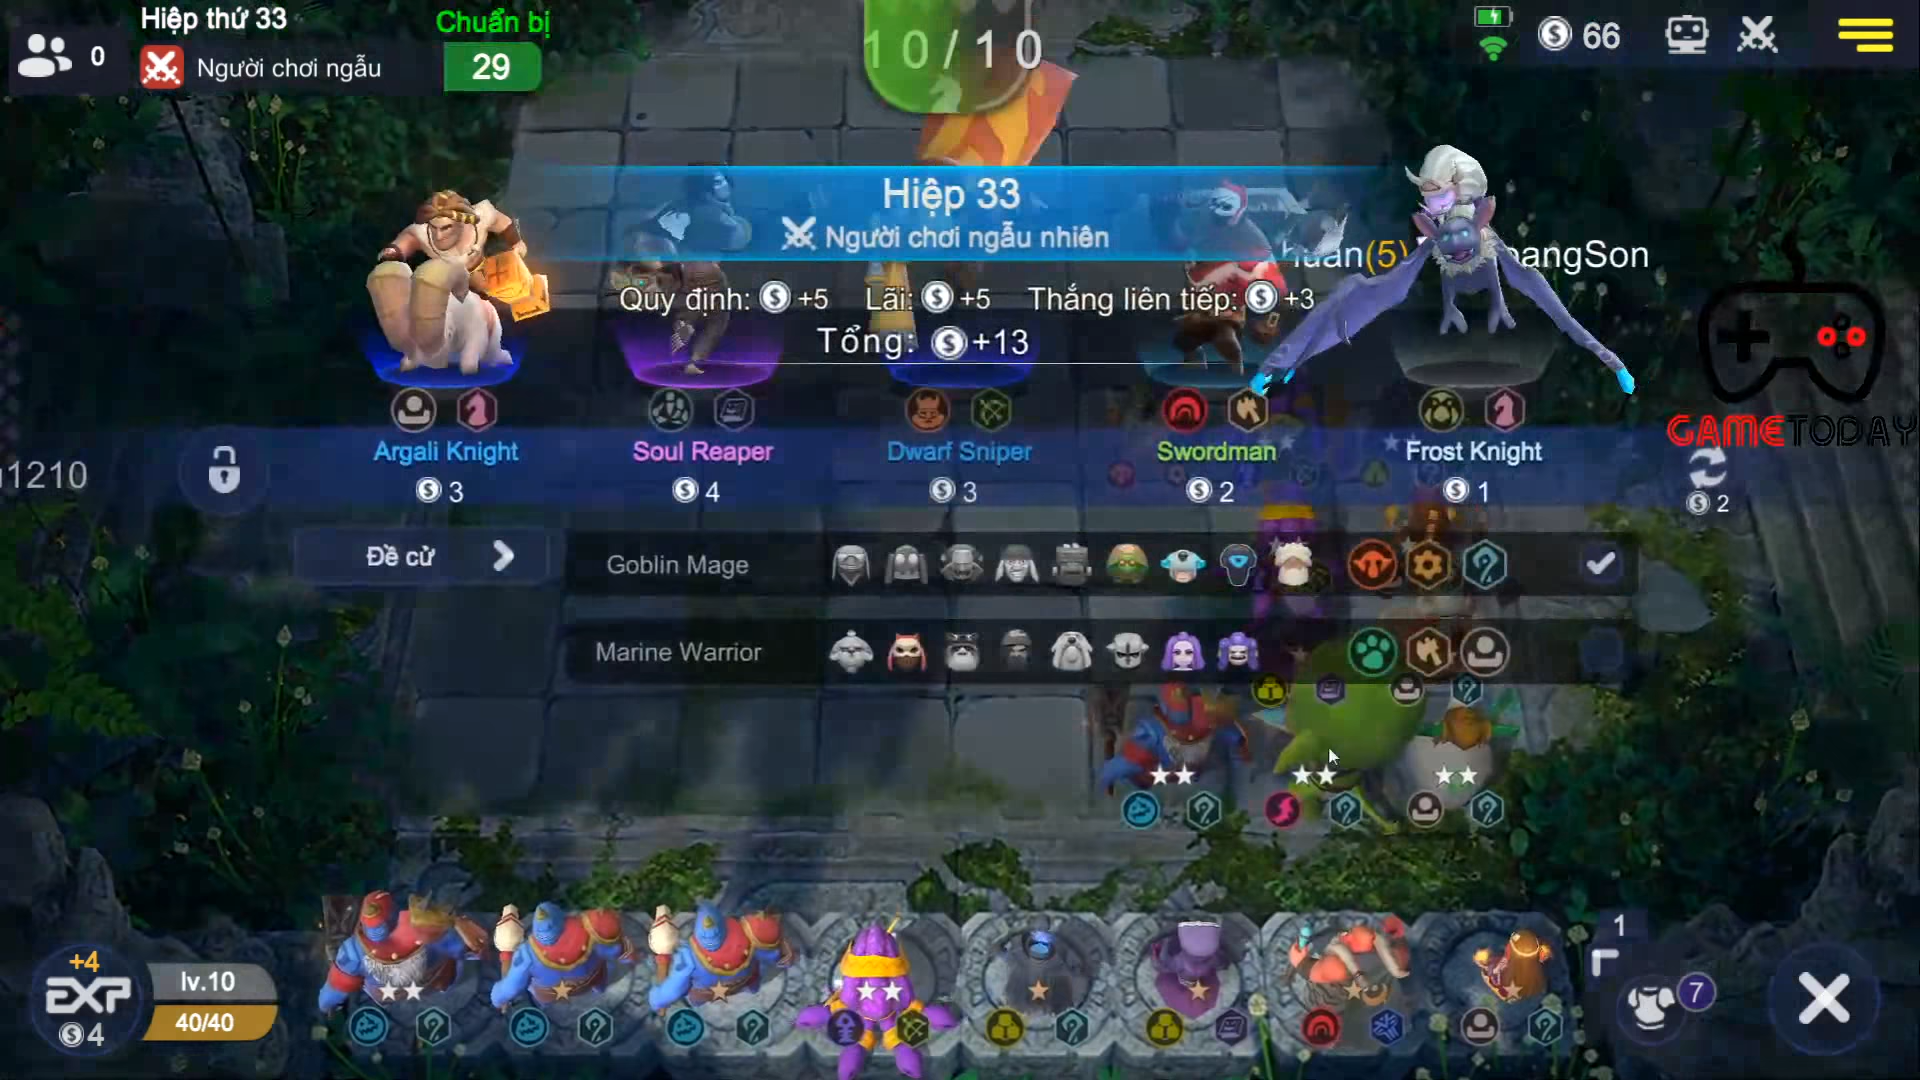 Hiệp thứ 33
Chuẩn bị
0
Người chơi ngẫu
29
10/10
66
Hiệp 33
Người chơi ngẫu nhiên
(5)
oangSon
Quy định: +5 Lãi: +5 Thắng liên tiếp: +3
Tổng: +13
GAMETODAY
1210
Argali Knight
3
Soul Reaper
4
Dwarf Sniper
3
Swordman
2
Frost Knight
1
2
Đề cử
Goblin Mage
Marine Warrior
+4
EXP
4
lv.10
40/40
1
7